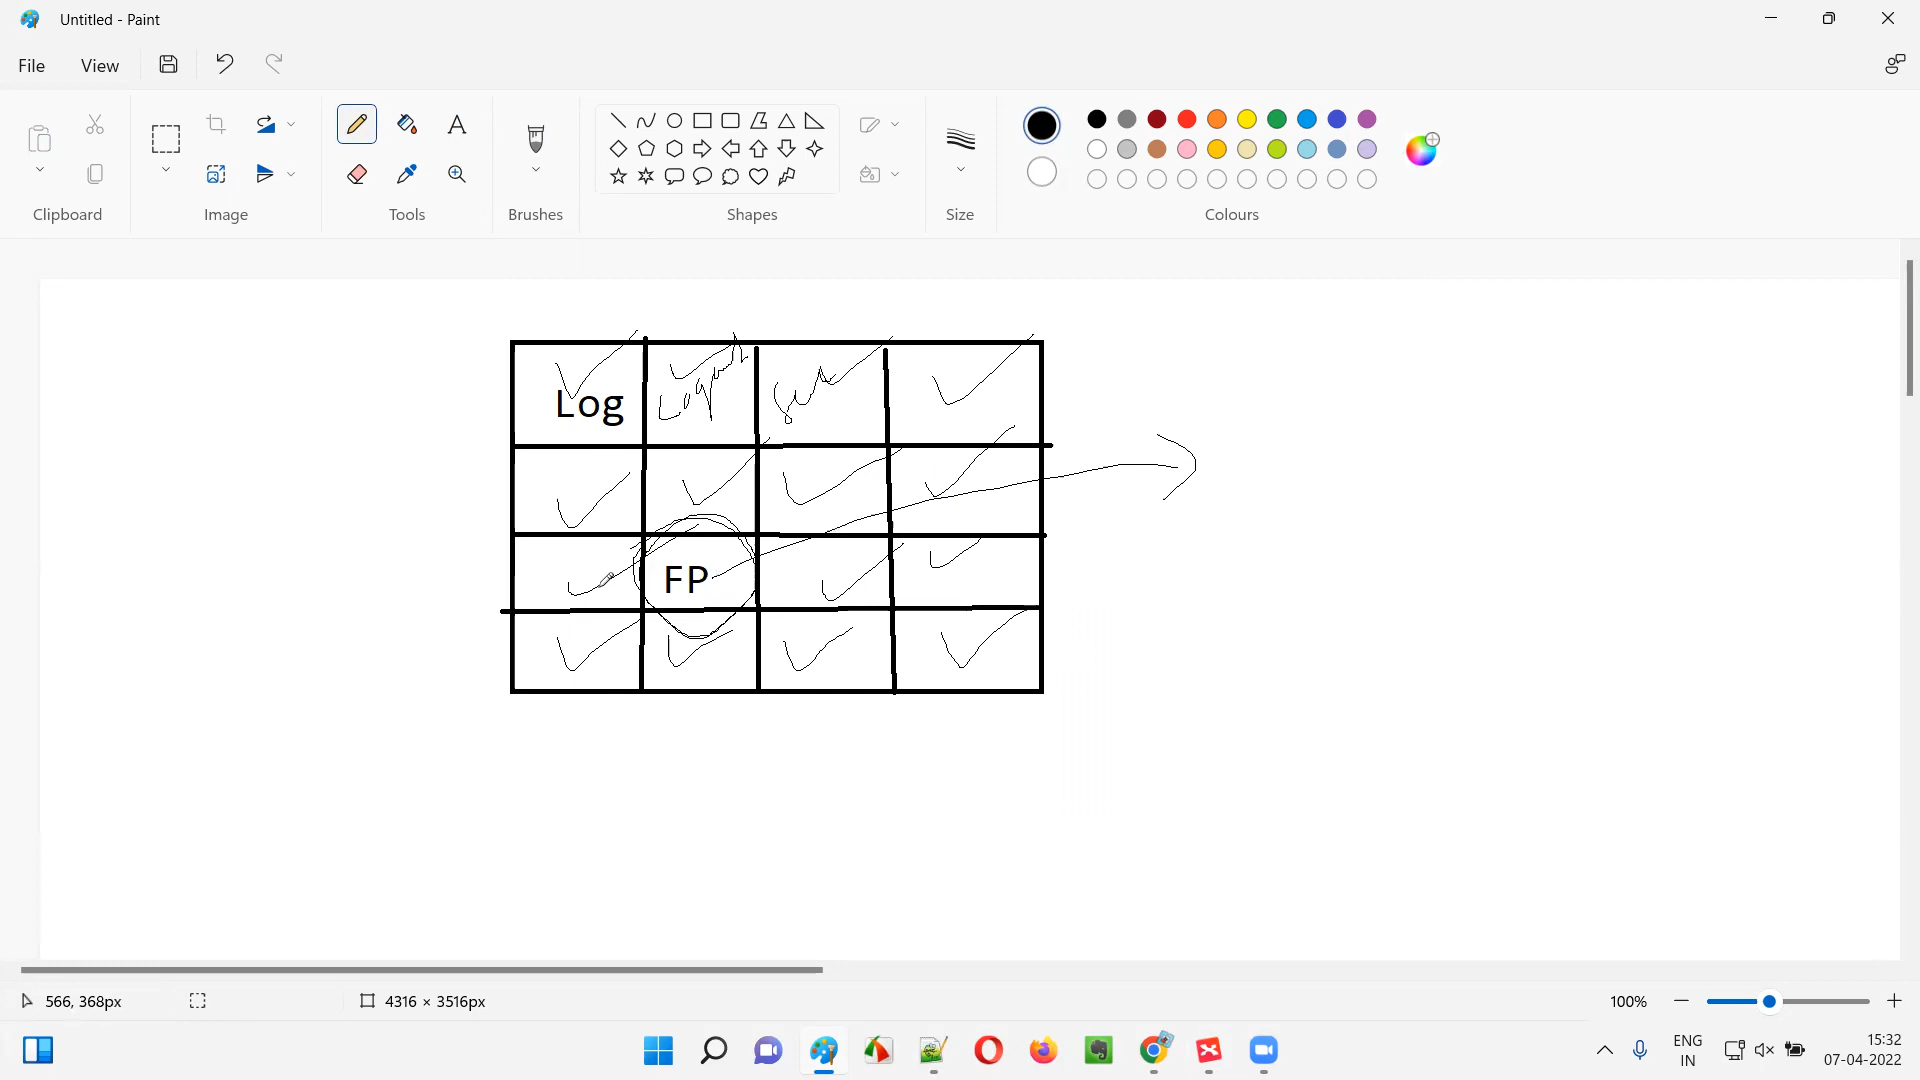 Untitled - Paint
File View
Clipboard Image Tools Brushes Shapes Size Colours
Log
FP
566, 368px 4316 × 3516px 100%
ENG 15:32
IN 07-04-2022